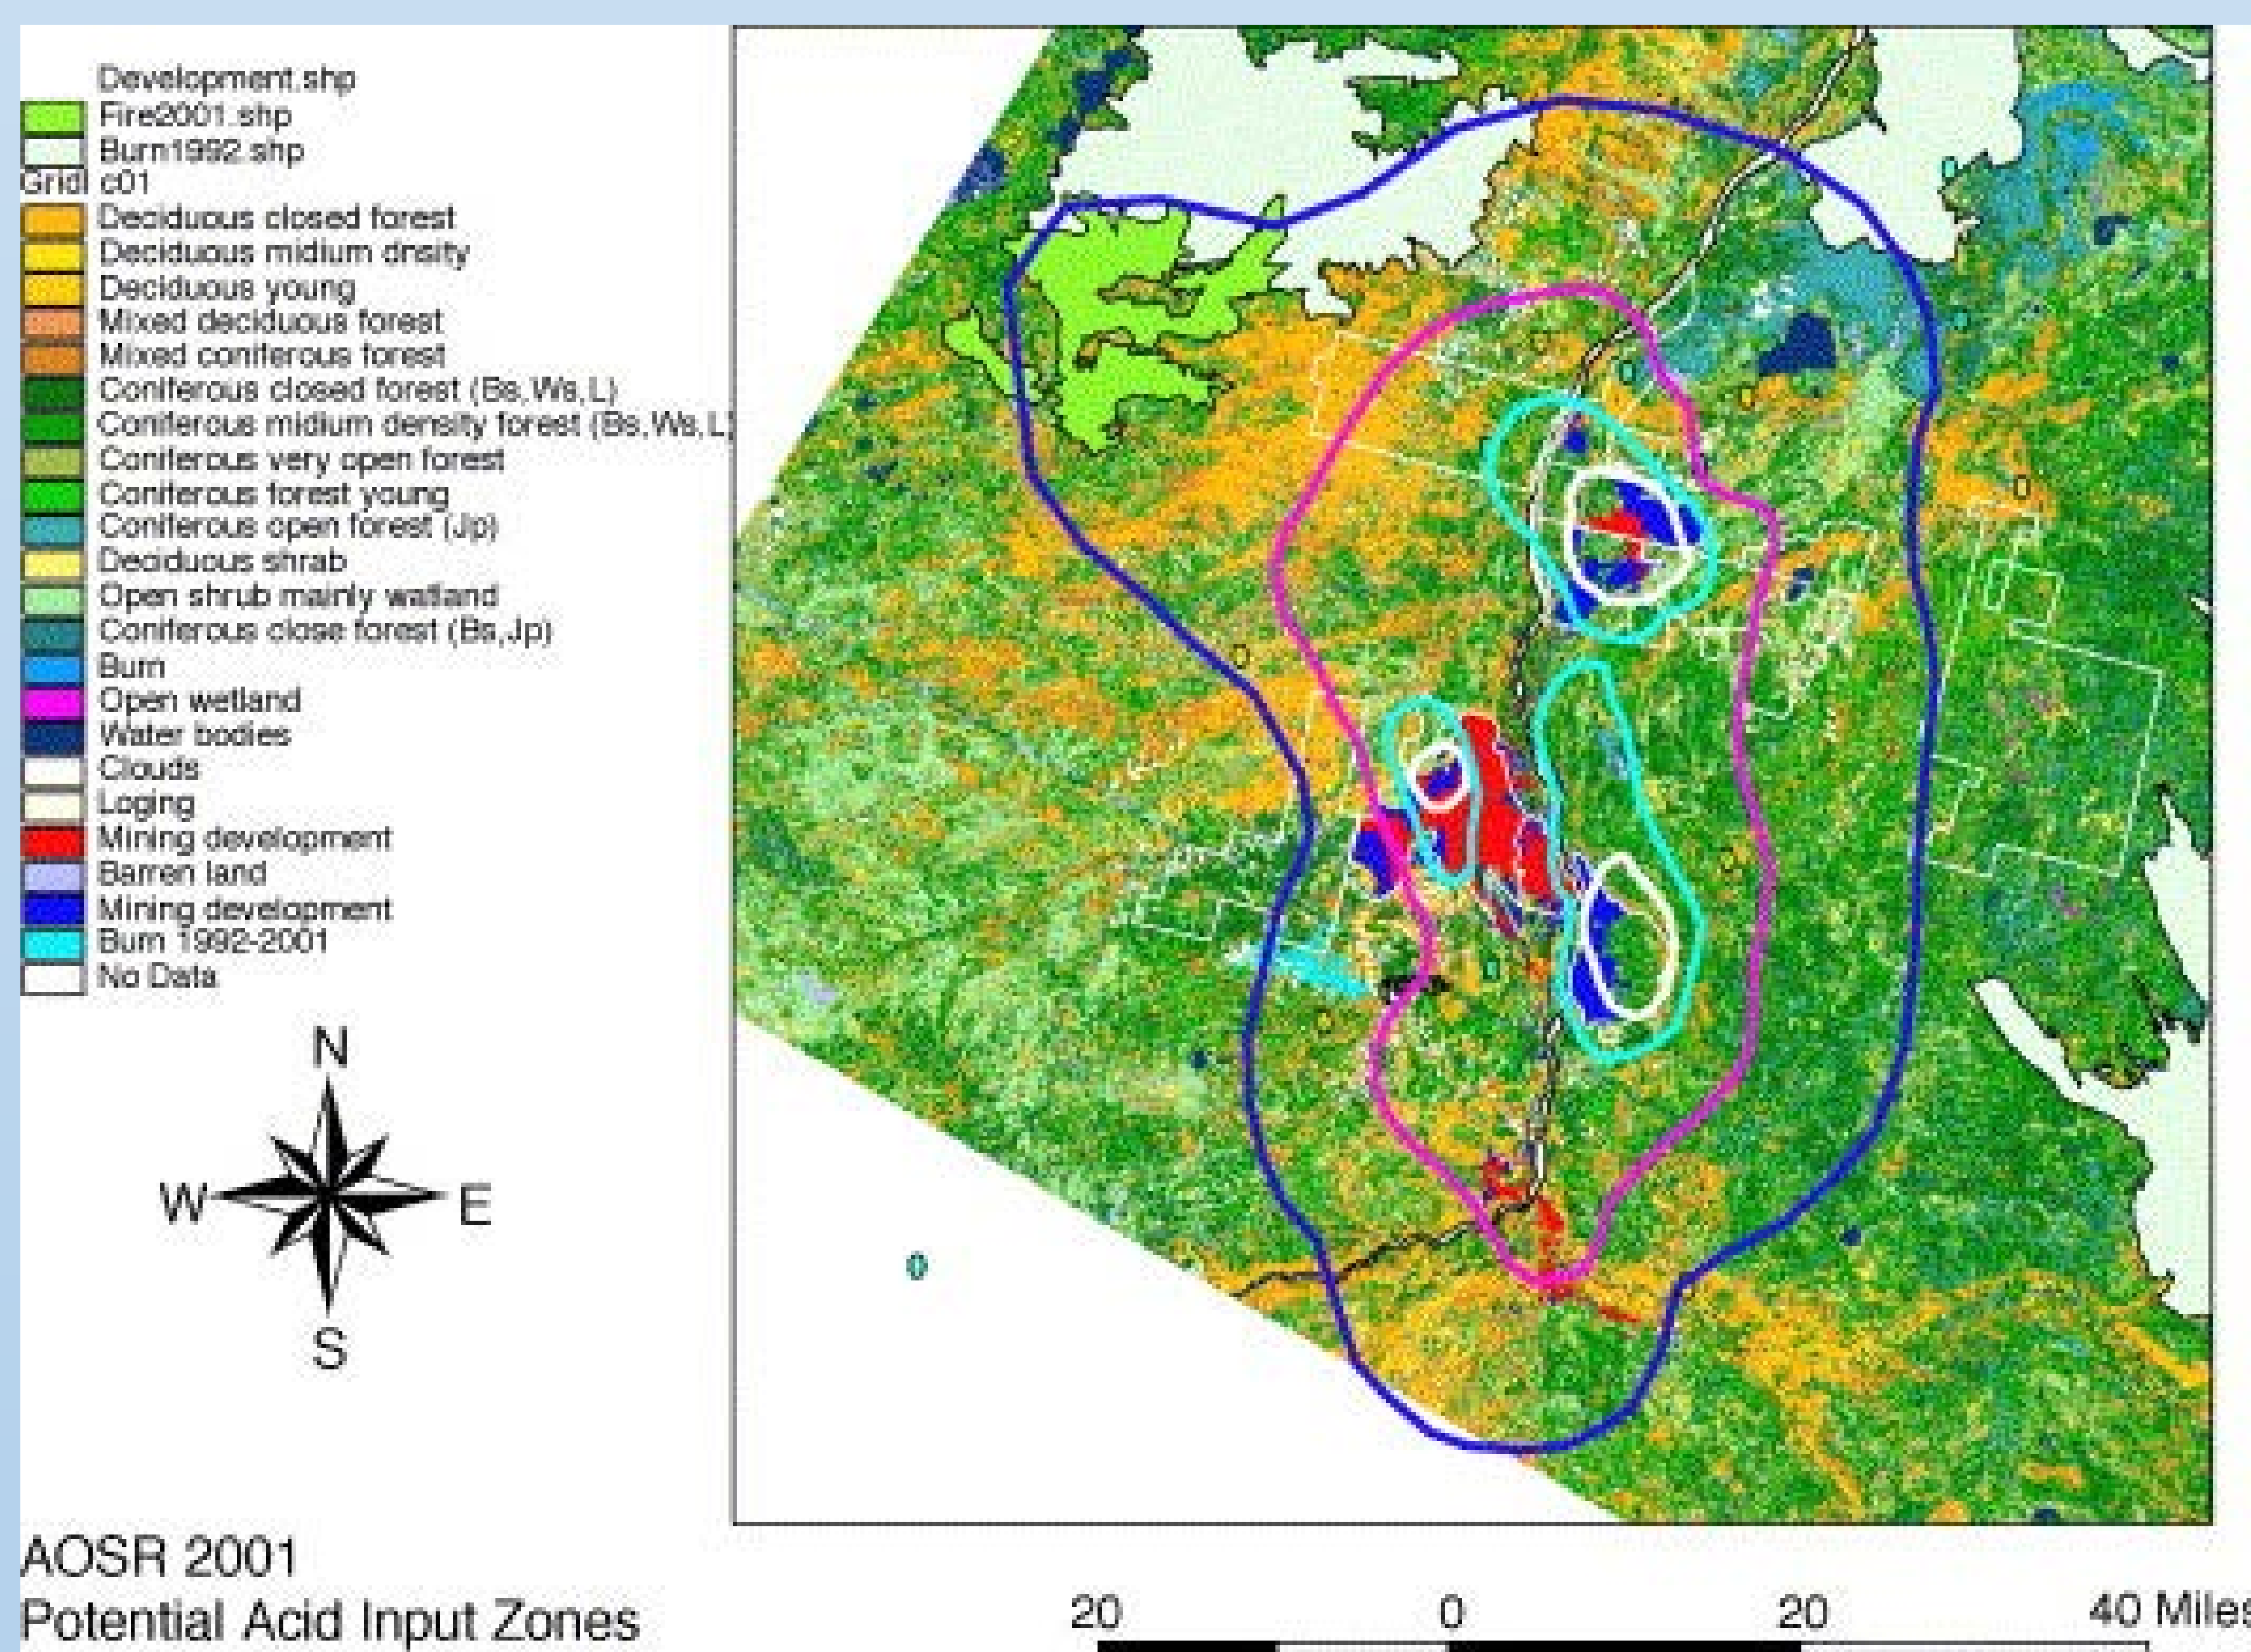 Development.shp
Fire2001.shp
Burn1992.shp
Grid c01
Deciduous closed forest
Deciduous midium dnsity
Deciduous young
Mixed deciduous forest
Mixed coniferous forest
Coniferous closed forest (Bs,Ws,L)
Coniferous midium density forest (Bs,Ws,L)
Coniferous very open forest
Coniferous forest young
Coniferous open forest (Jp)
Deciduous shrab
Open shrub mainly watland
Coniferous close forest (Bs,Jp)
Burn
Open wetland
Water bodies
Clouds
Loging
Mining development
Barren land
Mining development
Burn 1992-2001
No Data
N
W E
S
AOSR 2001
Potential Acid Input Zones
20 0 20 40 Miles